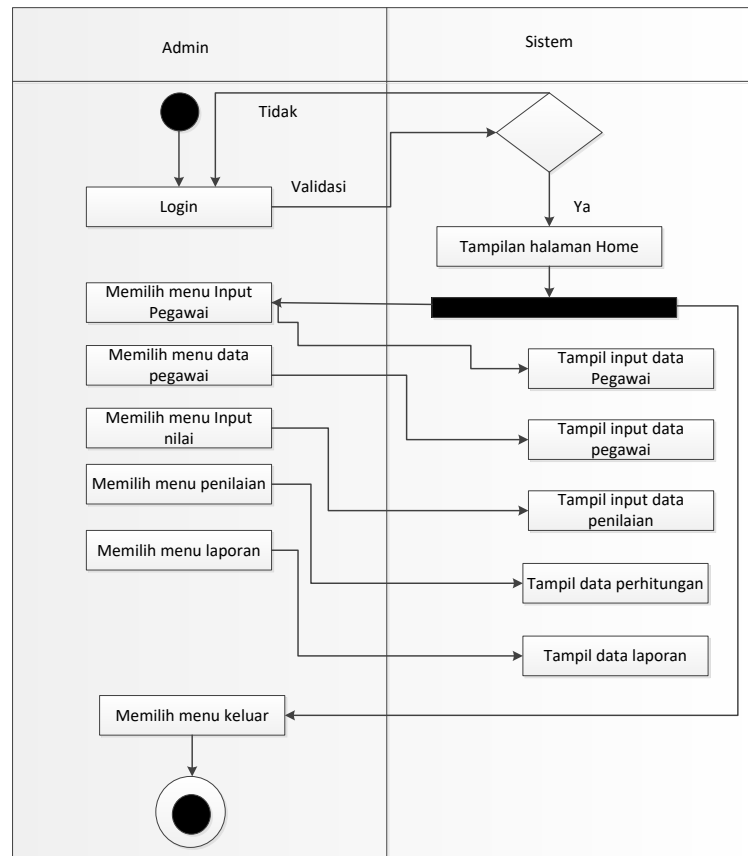 Admin
Sistem
Tidak
Validasi
Login
Ya
Tampilan halaman Home
Memilih menu Input
Pegawai
Memilih menu data
pegawai
Tampil input data
Pegawai
Memilih menu Input
nilai
Tampil input data
pegawai
Memilih menu penilaian
Tampil input data
penilaian
Memilih menu laporan
Tampil data perhitungan
Tampil data laporan
Memilih menu keluar